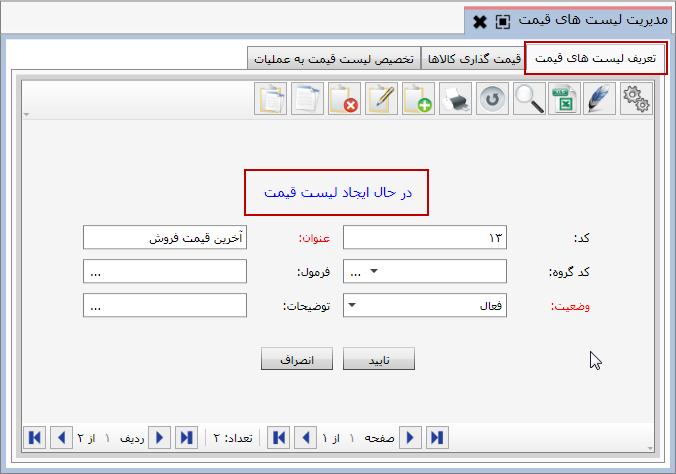 مدیریت لیست های قیمت
تعریف لیست های قیمت
قیمت گذاری کالاها
تخصیص لیست قیمت به عملیات
در حال ایجاد لیست قیمت
کد: ۱۳
عنوان: آخرین قیمت فروش
کد گروه: ...
فرمول: ...
وضعیت: فعال
توضیحات: ...
تایید
انصراف
صفحه ۱ از ۱
تعداد: ۲
ردیف ۱ از ۲